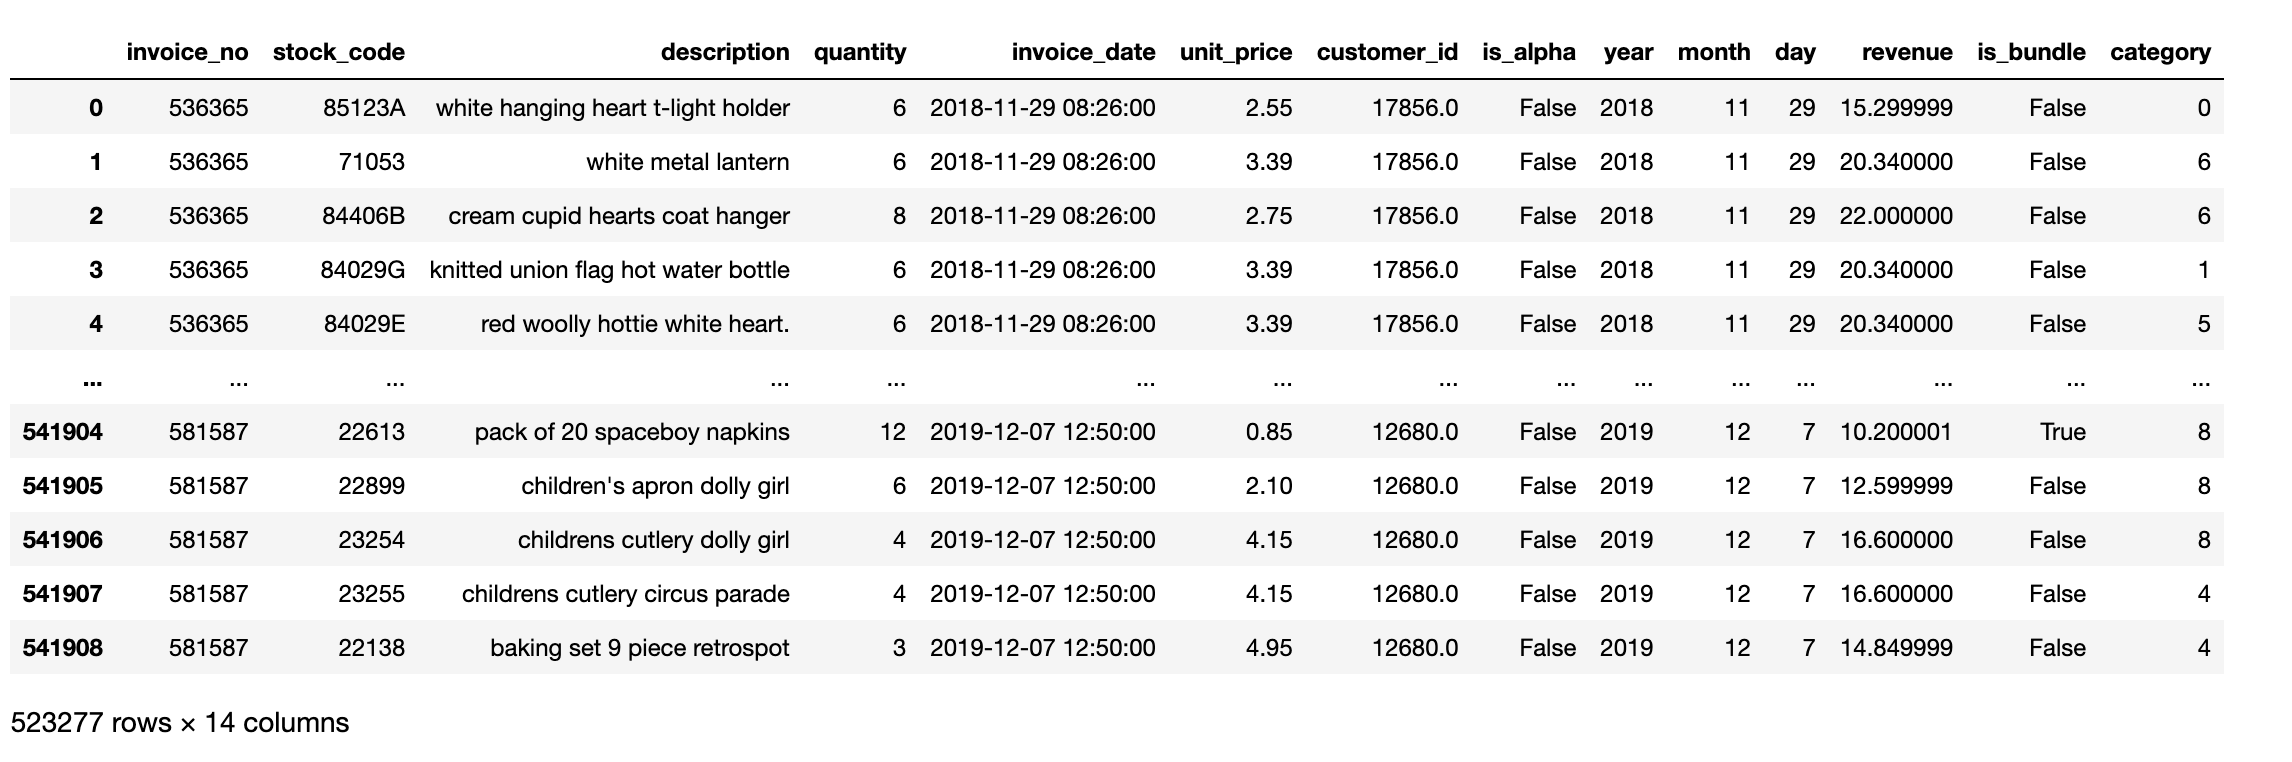 invoice_no stock_code description quantity invoice_date unit_price customer_id is_alpha year month day revenue is_bundle category
0 536365 85123A white hanging heart t-light holder 6 2018-11-29 08:26:00 2.55 17856.0 False 2018 11 29 15.299999 False 0
1 536365 71053 white metal lantern 6 2018-11-29 08:26:00 3.39 17856.0 False 2018 11 29 20.340000 False 6
2 536365 84406B cream cupid hearts coat hanger 8 2018-11-29 08:26:00 2.75 17856.0 False 2018 11 29 22.000000 False 6
3 536365 84029G knitted union flag hot water bottle 6 2018-11-29 08:26:00 3.39 17856.0 False 2018 11 29 20.340000 False 1
4 536365 84029E red woolly hottie white heart. 6 2018-11-29 08:26:00 3.39 17856.0 False 2018 11 29 20.340000 False 5
... ... ... ... ... ... ... ... ... ... ... ... ... ... ...
541904 581587 22613 pack of 20 spaceboy napkins 12 2019-12-07 12:50:00 0.85 12680.0 False 2019 12 7 10.200001 True 8
541905 581587 22899 children's apron dolly girl 6 2019-12-07 12:50:00 2.10 12680.0 False 2019 12 7 12.599999 False 8
541906 581587 23254 childrens cutlery dolly girl 4 2019-12-07 12:50:00 4.15 12680.0 False 2019 12 7 16.600000 False 8
541907 581587 23255 childrens cutlery circus parade 4 2019-12-07 12:50:00 4.15 12680.0 False 2019 12 7 16.600000 False 4
541908 581587 22138 baking set 9 piece retrospot 3 2019-12-07 12:50:00 4.95 12680.0 False 2019 12 7 14.849999 False 4
523277 rows × 14 columns